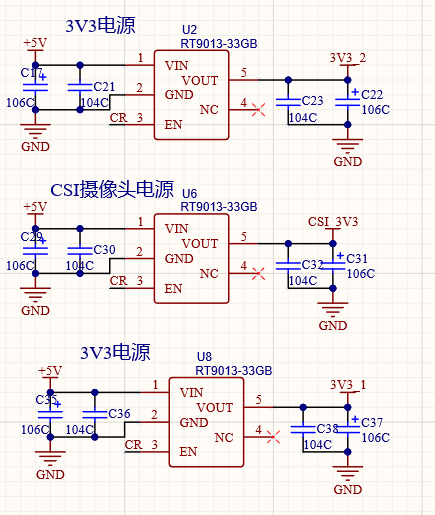 3V3电源
U2
RT9013-33GB
+5V
1 VIN
VOUT 5 3V3_2
C17 C21
2 GND
106C 104C
NC 4
C23 C22
104C 106C
CR 3 EN
GND
GND
CSI摄像头电源
U6
RT9013-33GB
+5V
1 VIN
VOUT 5 CSI_3V3
C29 C30
2 GND
106C 104C
NC 4
C32 C31
104C 106C
CR 3 EN
GND
GND
3V3电源
U8
RT9013-33GB
+5V
1 VIN
VOUT 5 3V3_1
C35 C36
2 GND
106C 104C
NC 4
C38 C37
104C 106C
CR 3 EN
GND
GND